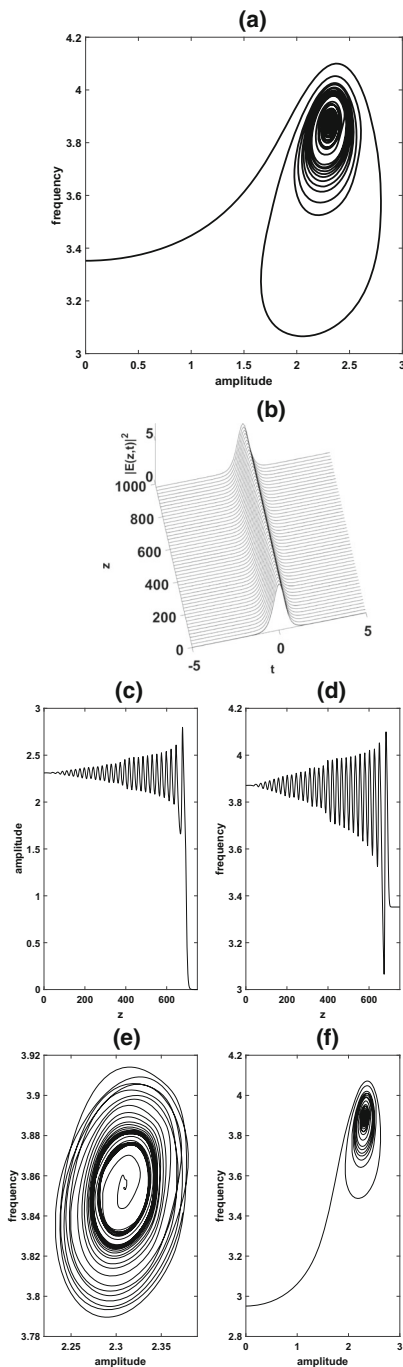 (a)
4.2
4
3.8
3.6
3.4
3.2
3
frequency
0 0.5 1 1.5 2 2.5 3
amplitude
(b)
|E(z,t)|²
5
0
1000
800
600
400
200
0
z
-5 0 5
t
(c)
3
2.5
2
1.5
1
0.5
0
amplitude
0 200 400 600
z
(d)
4.2
4
3.8
3.6
3.4
3.2
3
frequency
0 200 400 600
z
(e)
3.92
3.9
3.88
3.86
3.84
3.82
3.8
3.78
frequency
2.25 2.3 2.35
amplitude
(f)
4.2
4
3.8
3.6
3.4
3.2
3
2.8
frequency
0 1 2 3
amplitude